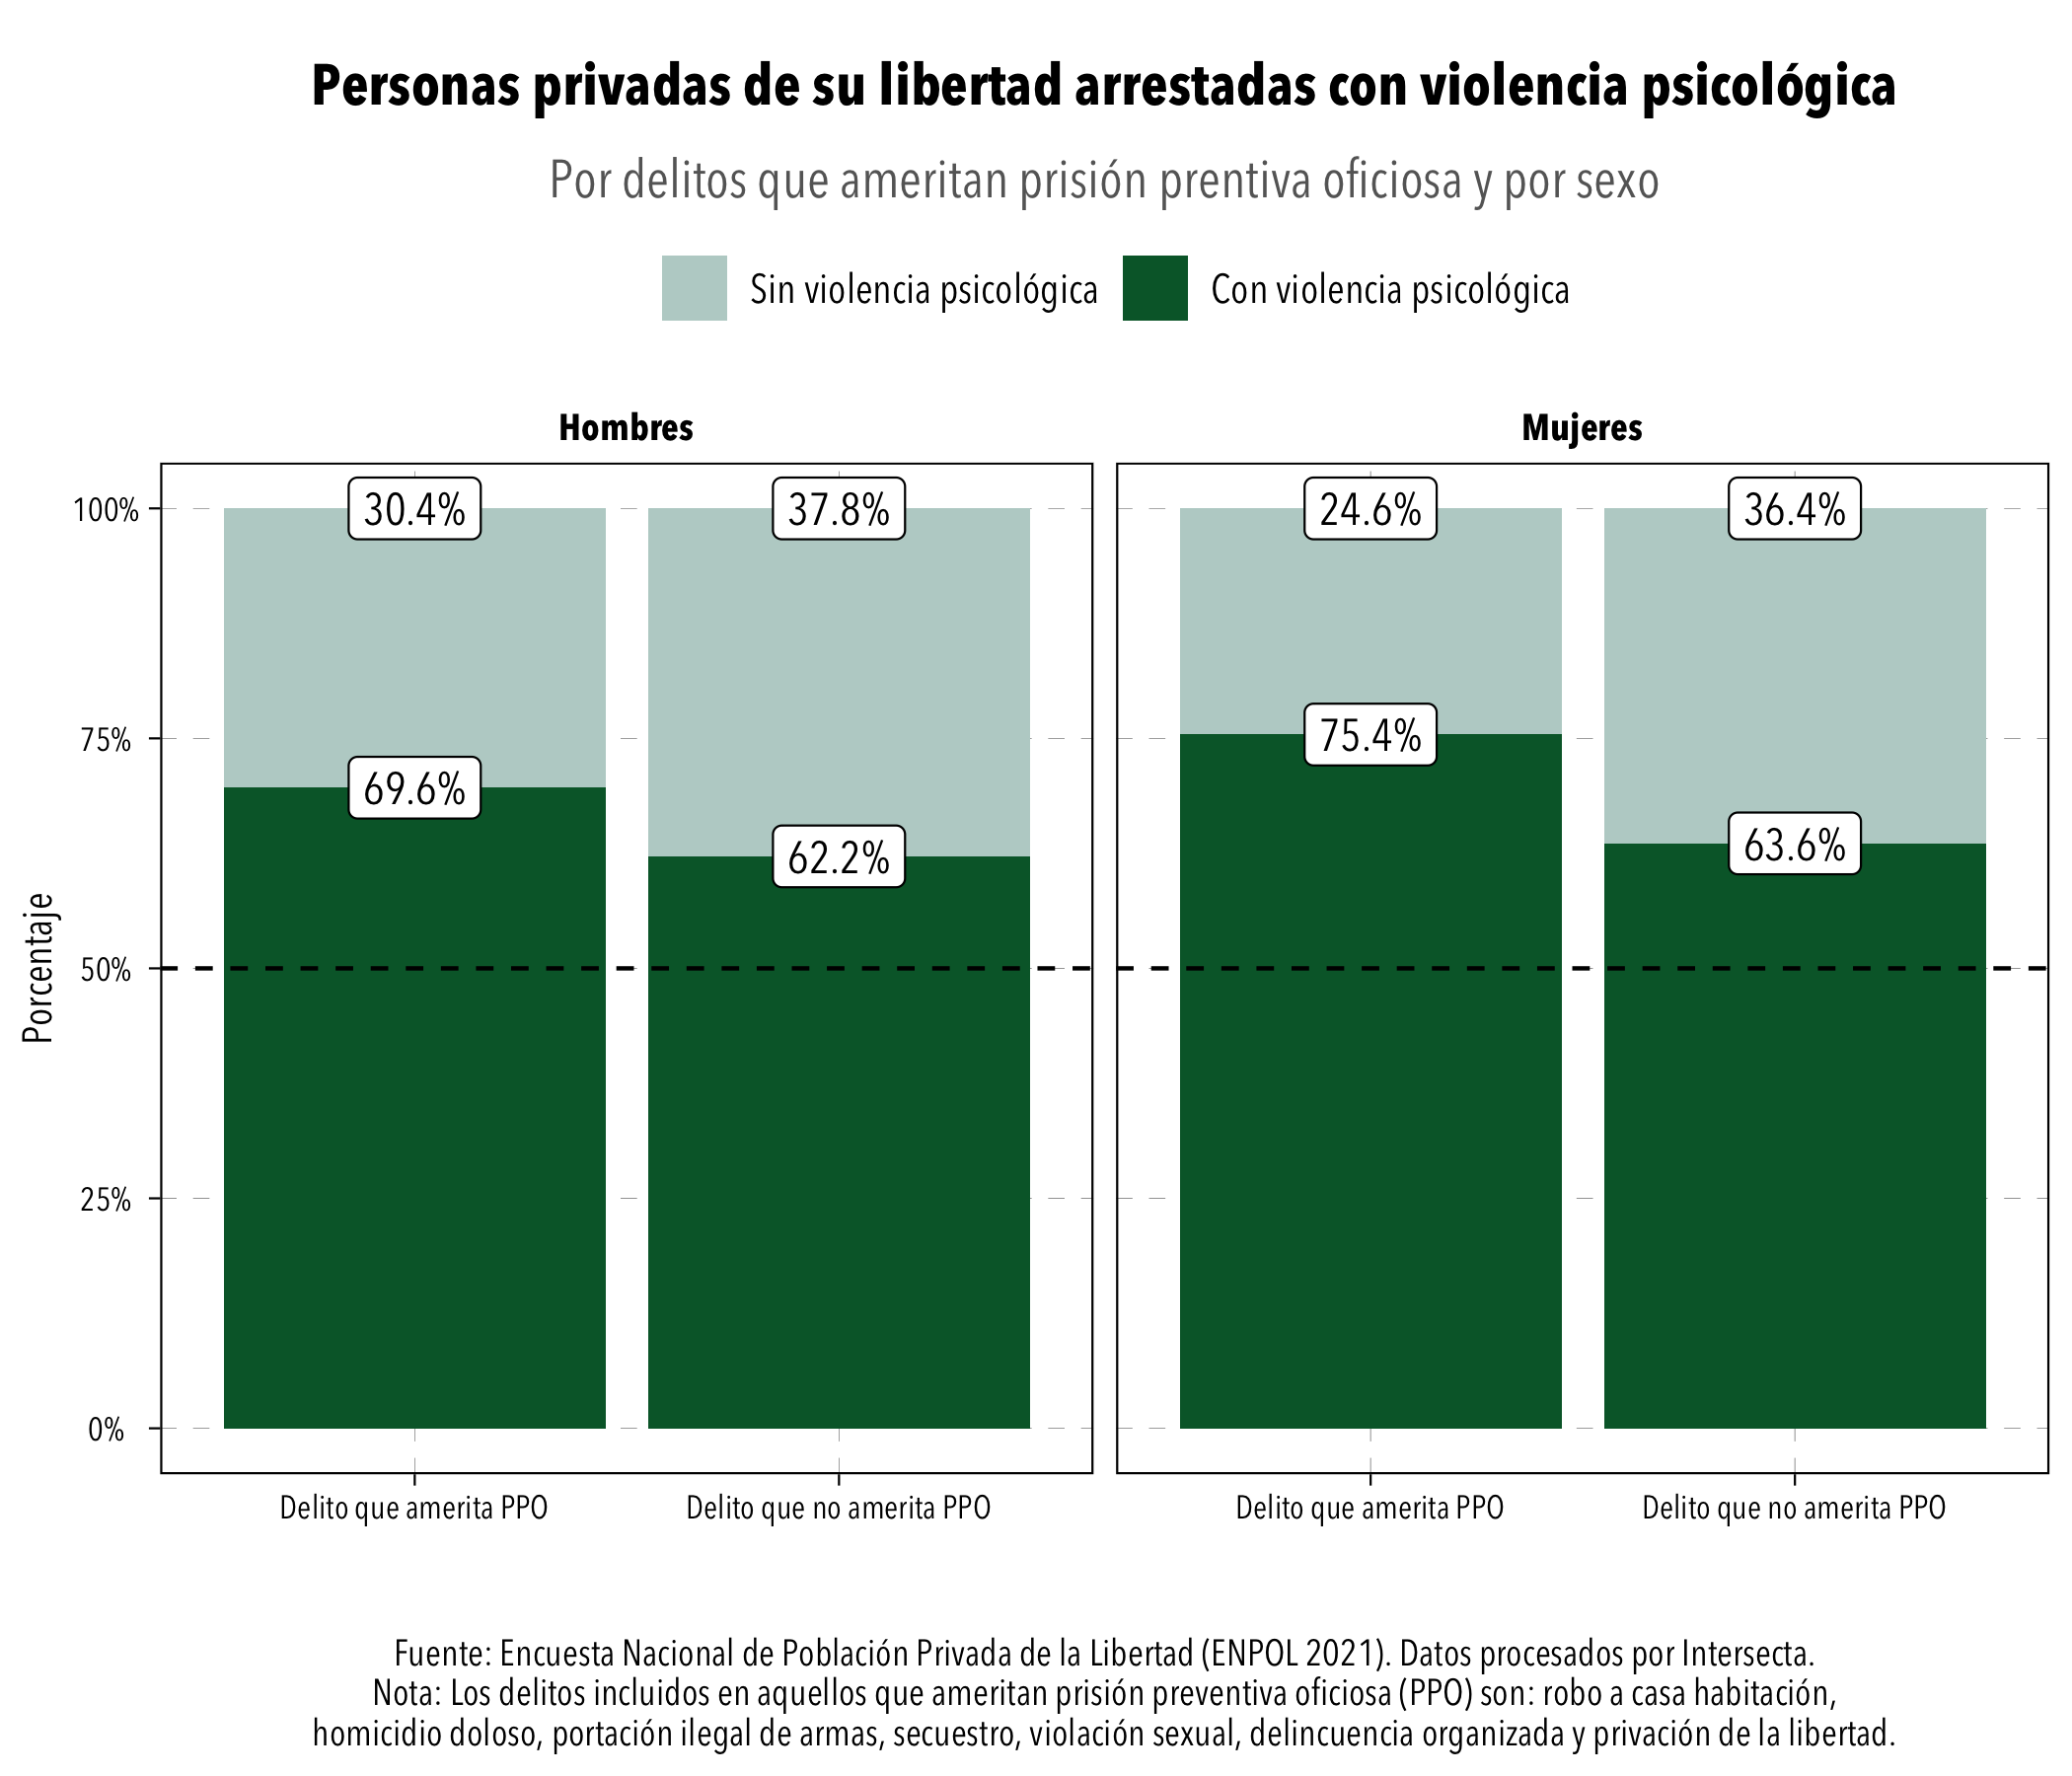 Personas privadas de su libertad arrestadas con violencia psicológica
Por delitos que ameritan prisión prentiva oficiosa y por sexo
Sin violencia psicológica
Con violencia psicológica
Hombres
Mujeres
Porcentaje
100%
75%
50%
25%
0%
30.4%
37.8%
24.6%
36.4%
69.6%
62.2%
75.4%
63.6%
Delito que amerita PPO
Delito que no amerita PPO
Delito que amerita PPO
Delito que no amerita PPO
Fuente: Encuesta Nacional de Población Privada de la Libertad (ENPOL 2021). Datos procesados por Intersecta.
Nota: Los delitos incluidos en aquellos que ameritan prisión preventiva oficiosa (PPO) son: robo a casa habitación,
homicidio doloso, portación ilegal de armas, secuestro, violación sexual, delincuencia organizada y privación de la libertad.